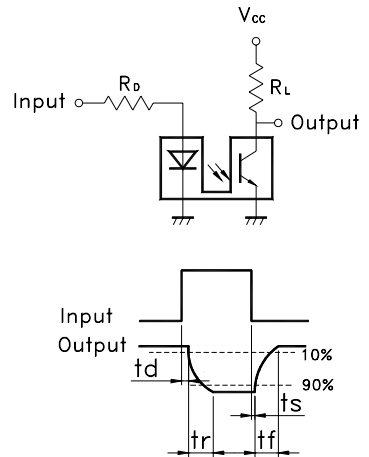 Vcc
RD
RL
Input
Output
Input
Output
10%
td
90%
ts
tr
tf